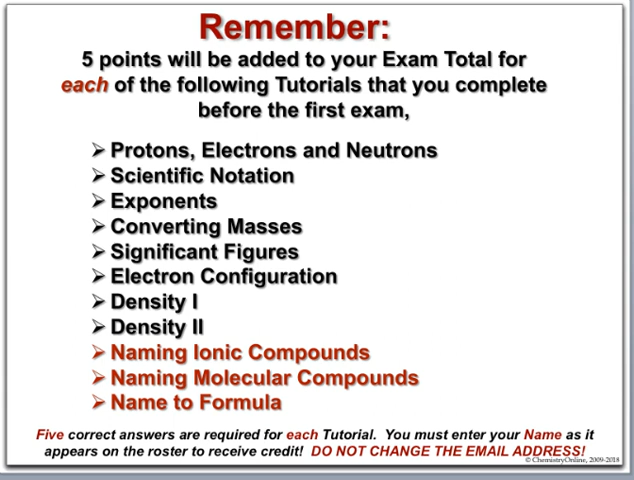 Remember:
5 points will be added to your Exam Total for
each of the following Tutorials that you complete
before the first exam,
➢ Protons, Electrons and Neutrons
➢ Scientific Notation
➢ Exponents
➢ Converting Masses
➢ Significant Figures
➢ Electron Configuration
➢ Density I
➢ Density II
➢ Naming Ionic Compounds
➢ Naming Molecular Compounds
➢ Name to Formula
Five correct answers are required for each Tutorial. You must enter your Name as it
appears on the roster to receive credit! DO NOT CHANGE THE EMAIL ADDRESS!
© ChemistryOnline, 2009-2018